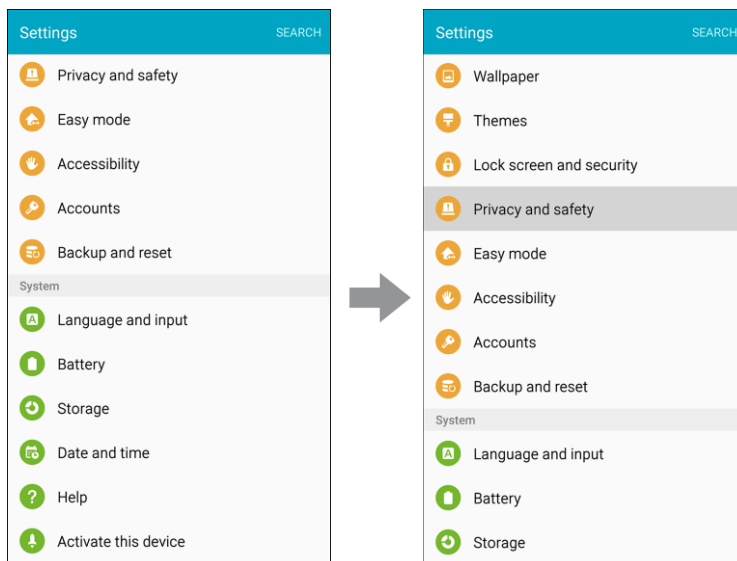 Settings SEARCH
Privacy and safety
Easy mode
Accessibility
Accounts
Backup and reset
System
Language and input
Battery
Storage
Date and time
Help
Activate this device
Settings SEARCH
Wallpaper
Themes
Lock screen and security
Privacy and safety
Easy mode
Accessibility
Accounts
Backup and reset
System
Language and input
Battery
Storage